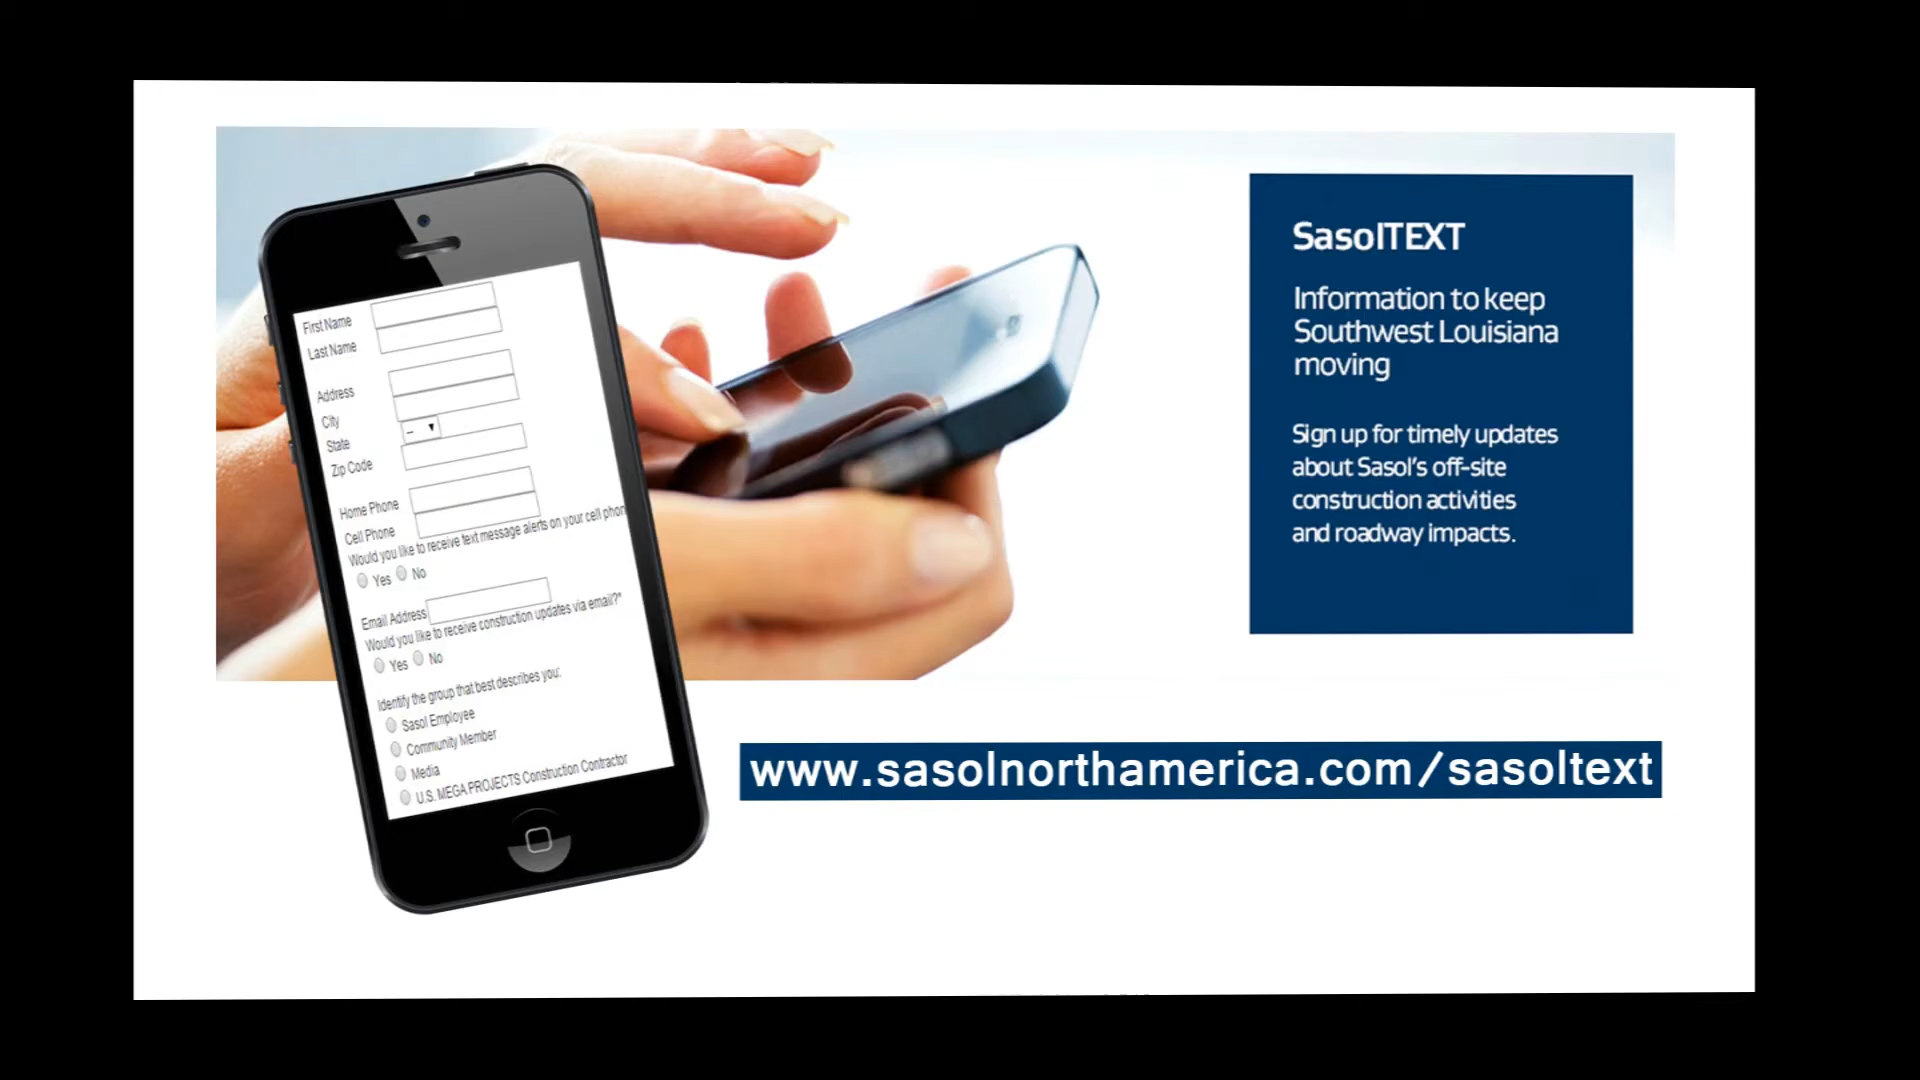 First Name
Last Name
Address
City
State
--
Zip Code
Home Phone
Cell Phone
Would you like to receive text message alerts on your cell phon
Yes No
Email Address
Would you like to receive construction updates via email?*
Yes No
Identify the group that best describes you:
Sasol Employee
Community Member
Media
U.S. MEGA PROJECTS Construction Contractor
SasolTEXT
Information to keep
Southwest Louisiana
moving
Sign up for timely updates
about Sasol's off-site
construction activities
and roadway impacts.
www.sasolnorthamerica.com/sasoltext